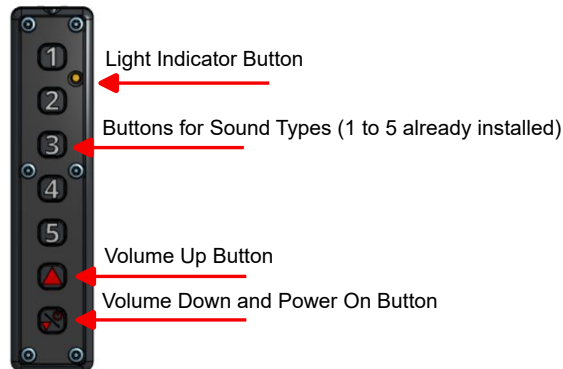 1
Light Indicator Button
2
Buttons for Sound Types (1 to 5 already installed)
3
4
5
Volume Up Button
Volume Down and Power On Button